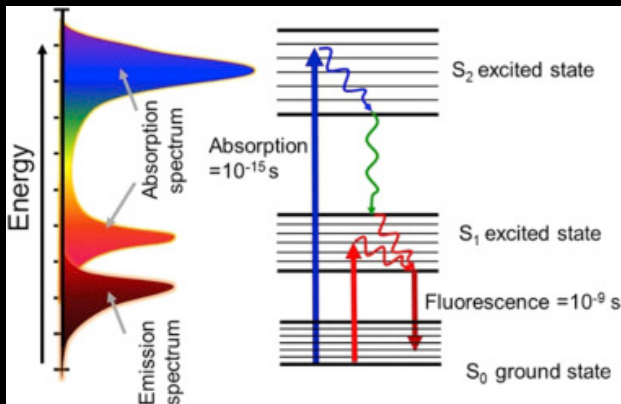 Energy
Absorption
spectrum
Emission
spectrum
Absorption
=10⁻¹⁵s
S₂ excited state
S₁ excited state
Fluorescence =10⁻⁹ s
S₀ ground state